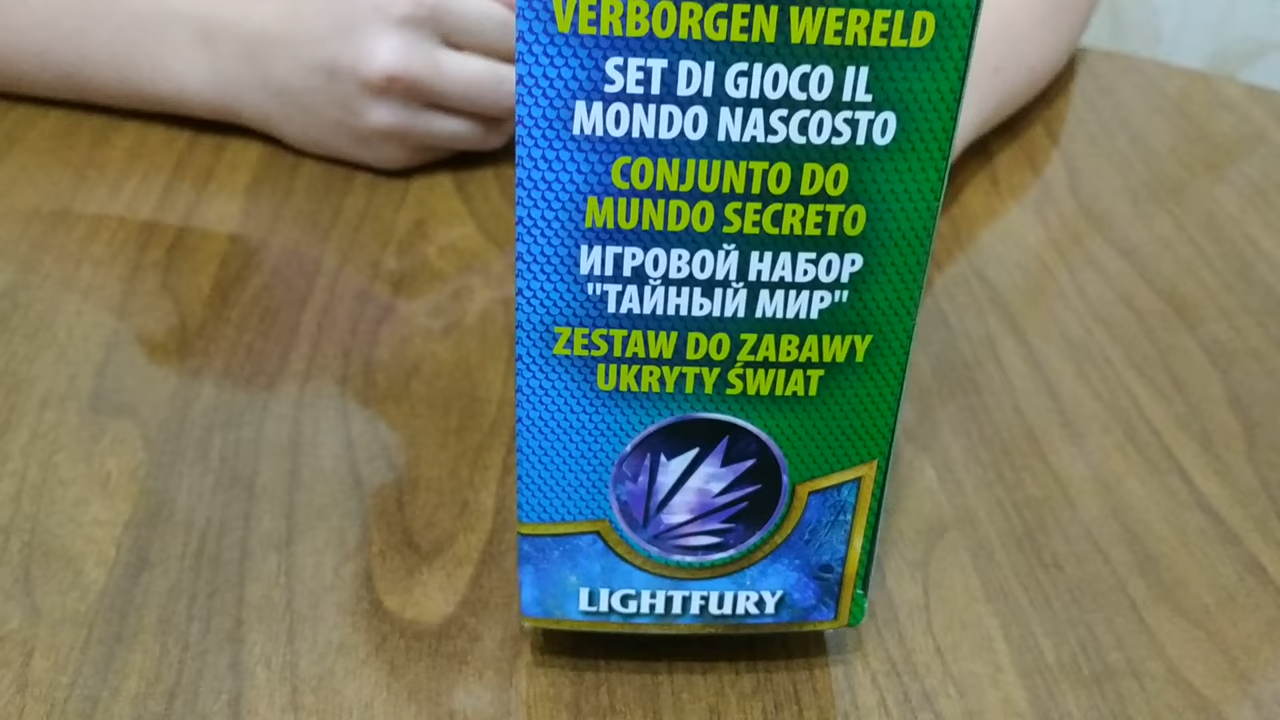 VERBORGEN WERELD
SET DI GIOCO IL
MONDO NASCOSTO
CONJUNTO DO
MUNDO SECRETO
ИГРОВОЙ НАБОР
"ТАЙНЫЙ МИР"
ZESTAW DO ZABAWY
UKRYTY ŚWIAT
LIGHTFURY